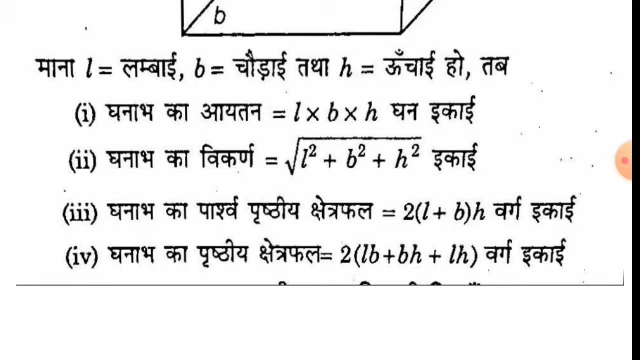 b
माना l = लम्बाई, b = चौड़ाई तथा h = ऊँचाई हो, तब
(i) घनाभ का आयतन = l × b × h घन इकाई
(ii) घनाभ का विकर्ण = √(l² + b² + h²) इकाई
(iii) घनाभ का पार्श्व पृष्ठीय क्षेत्रफल = 2(l + b)h वर्ग इकाई
(iv) घनाभ का पृष्ठीय क्षेत्रफल= 2(lb+bh + lh) वर्ग इकाई